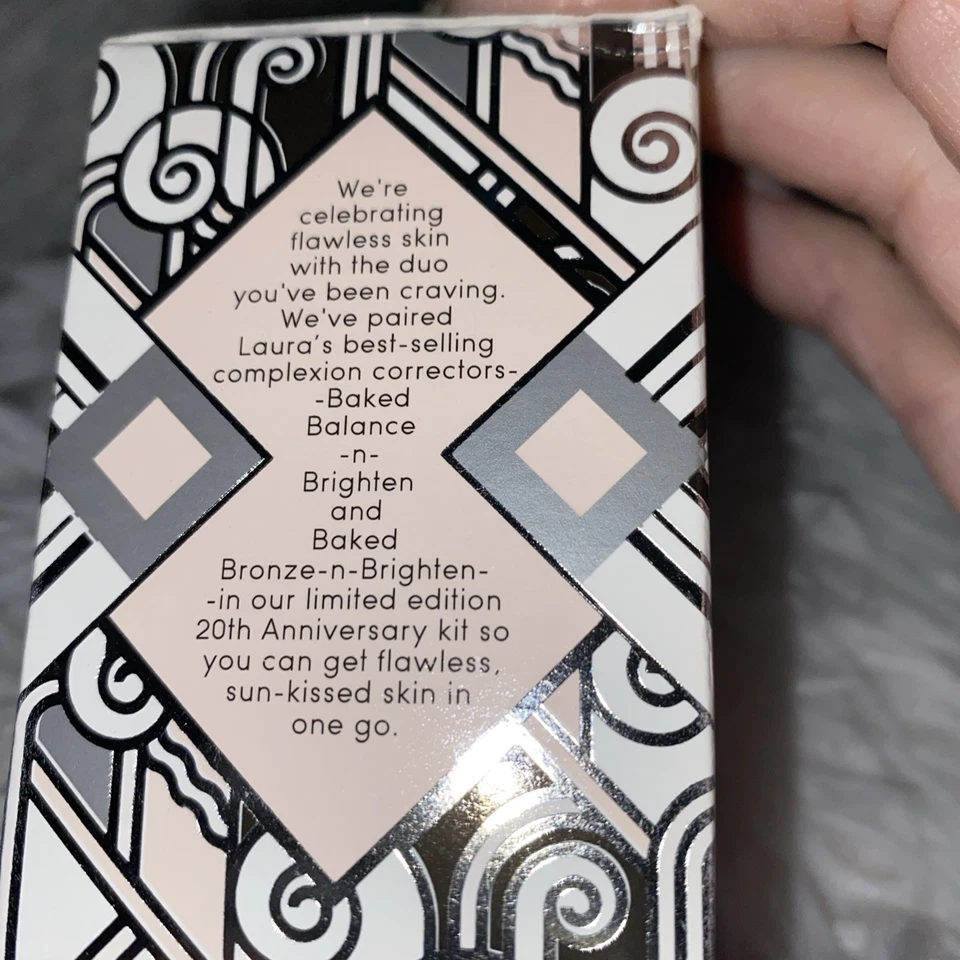 We're
celebrating
flawless skin
with the duo
you've been craving.
We've paired
Laura's best-selling
complexion correctors-
-Baked
Balance
-n-
Brighten
and
Baked
Bronze-n-Brighten-
-in our limited edition
20th Anniversary kit so
you can get flawless,
sun-kissed skin in
one go.